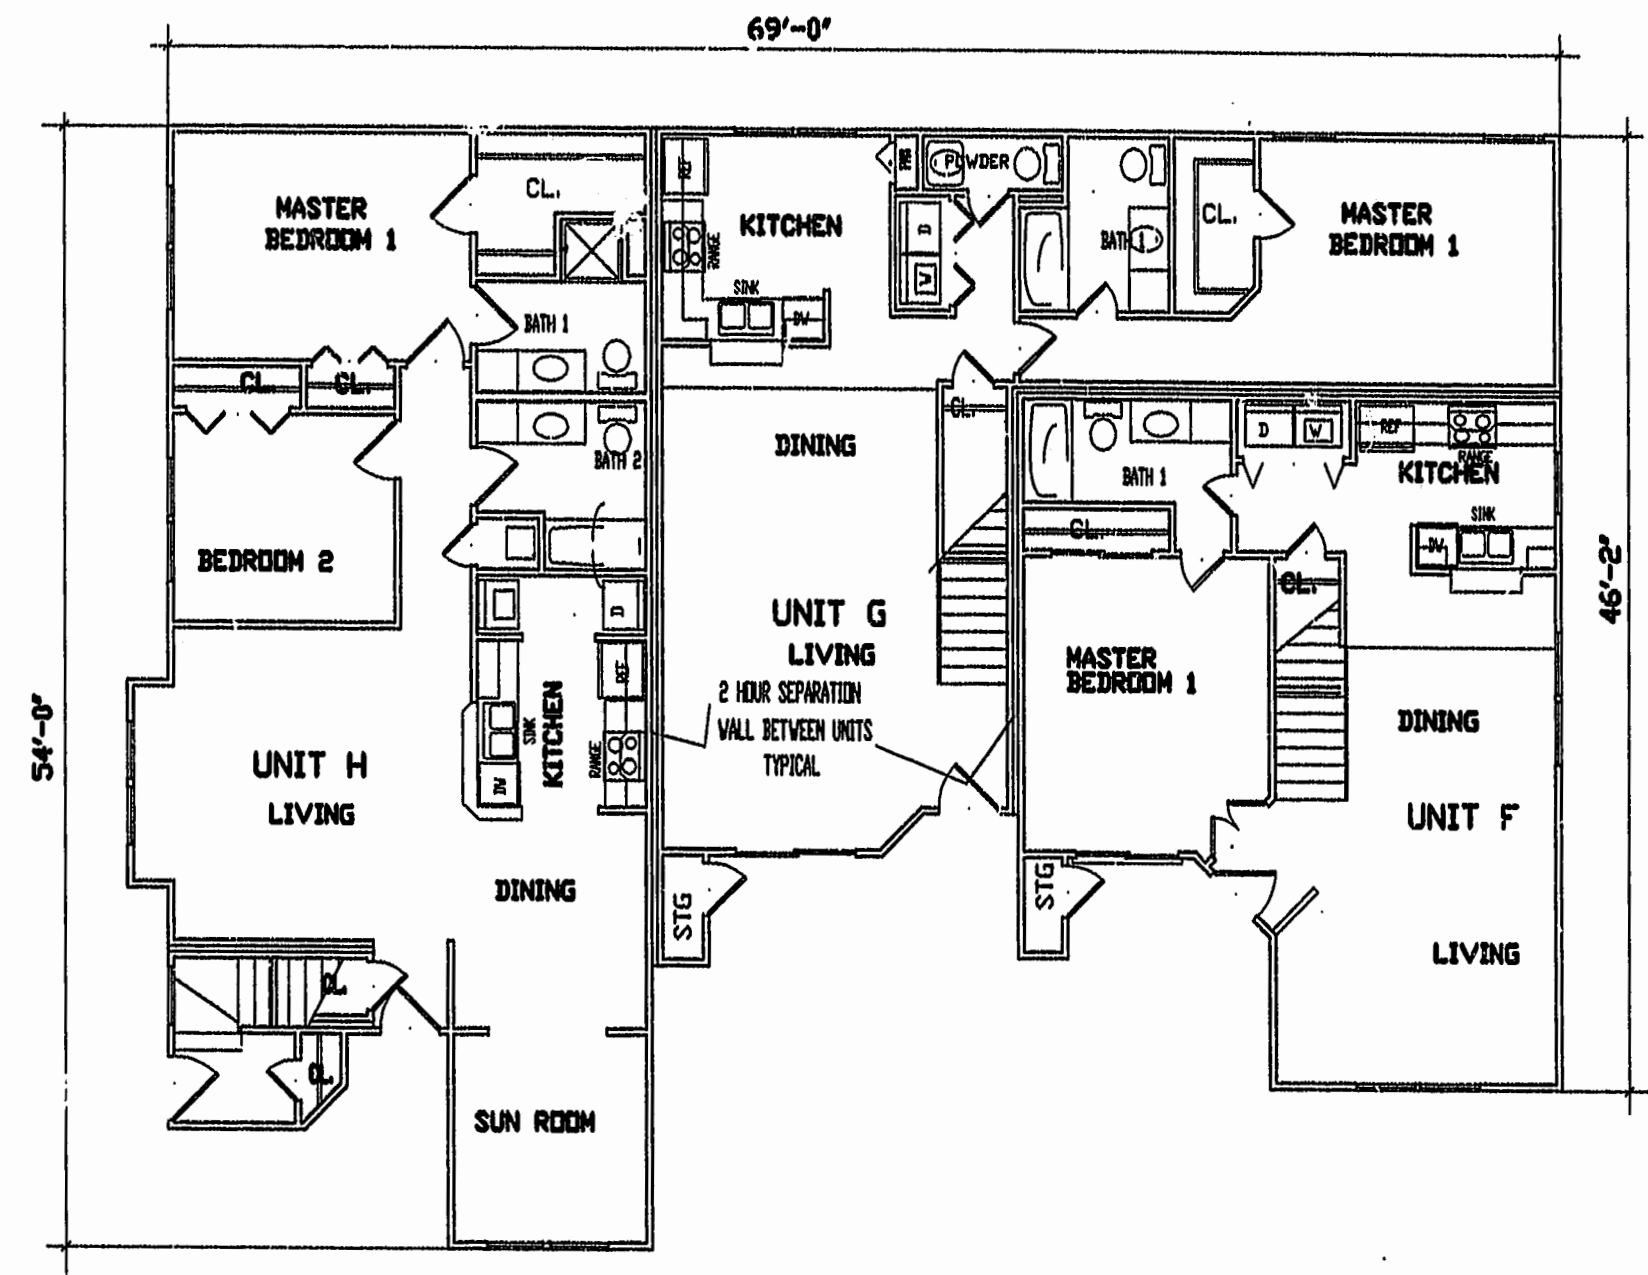 69'-0"
54'-0"
46'-2"
MASTER
BEDROOM 1
CL.
BATH 1
CL.
CL.
BATH 2
BEDROOM 2
D
REF
KITCHEN
SINK
RANGE
DW
UNIT H
LIVING
DINING
CL.
CL.
SUN ROOM
REF
KITCHEN
RANGE
SINK
DW
POWDER
D
W
BATH
CL.
MASTER
BEDROOM 1
DINING
CL.
UNIT G
LIVING
2 HOUR SEPARATION
WALL BETWEEN UNITS
TYPICAL
STG
BATH 1
D
W
REF
RANGE
KITCHEN
SINK
DW
CL.
CL.
MASTER
BEDROOM 1
DINING
UNIT F
LIVING
STG